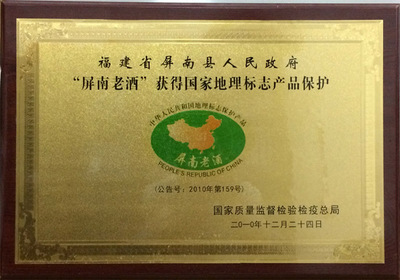 福建省屏南县人民政府
“屏南老酒”获得国家地理标志产品保护
中华人民共和国地理标志保护产品
屏南老酒
PEOPLE'S REPUBLIC OF CHINA
(公告号：2010年第159号)
国家质量监督检验检疫总局
二○一○年十二月二十四日